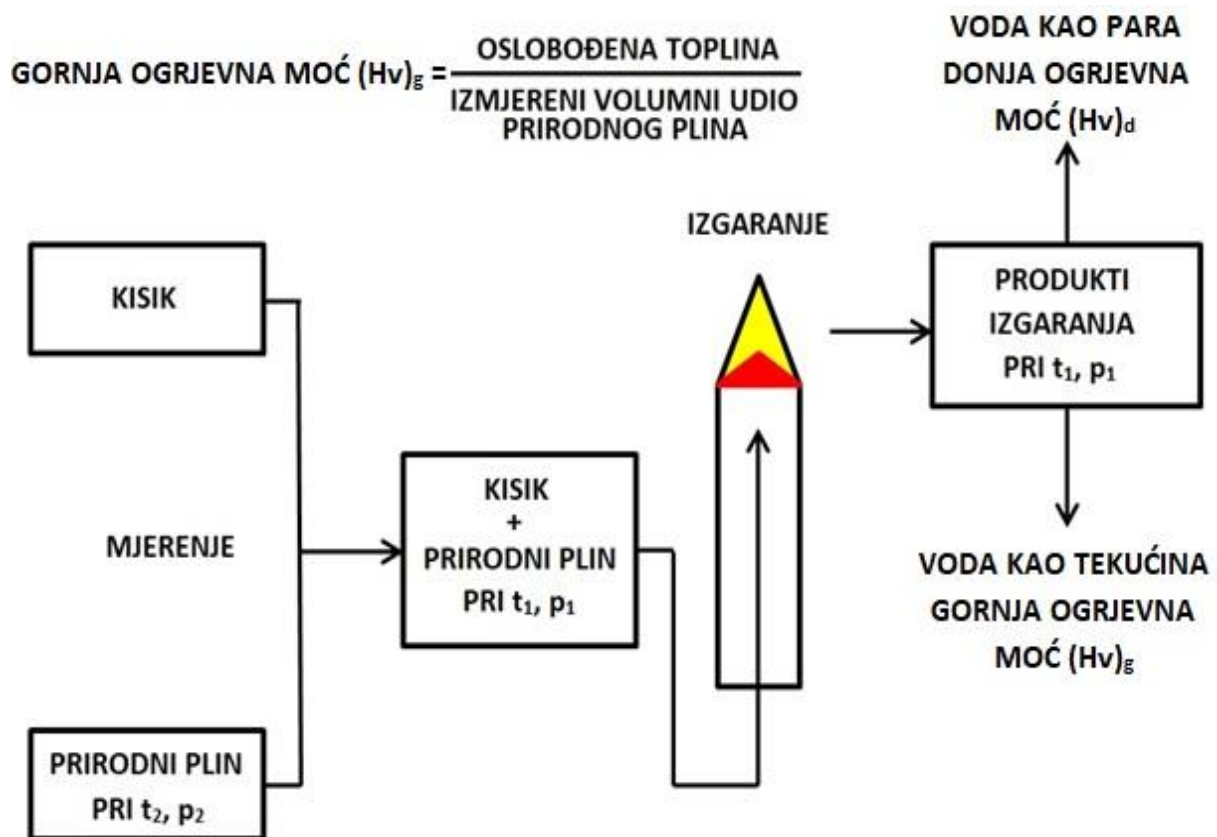 GORNJA OGRJEVNA MOĆ (Hv)g =
OSLOBOĐENA TOPLINA
IZMJERENI VOLUMNI UDIO
PRIRODNOG PLINA
VODA KAO PARA
DONJA OGRJEVNA
MOĆ (Hv)d
IZGARANJE
KISIK
PRODUKTI
IZGARANJA
PRI t₁, p₁
MJERENJE
KISIK
+
PRIRODNI PLIN
PRI t₁, p₁
VODA KAO TEKUĆINA
GORNJA OGRJEVNA
MOĆ (Hv)g
PRIRODNI PLIN
PRI t₂, p₂